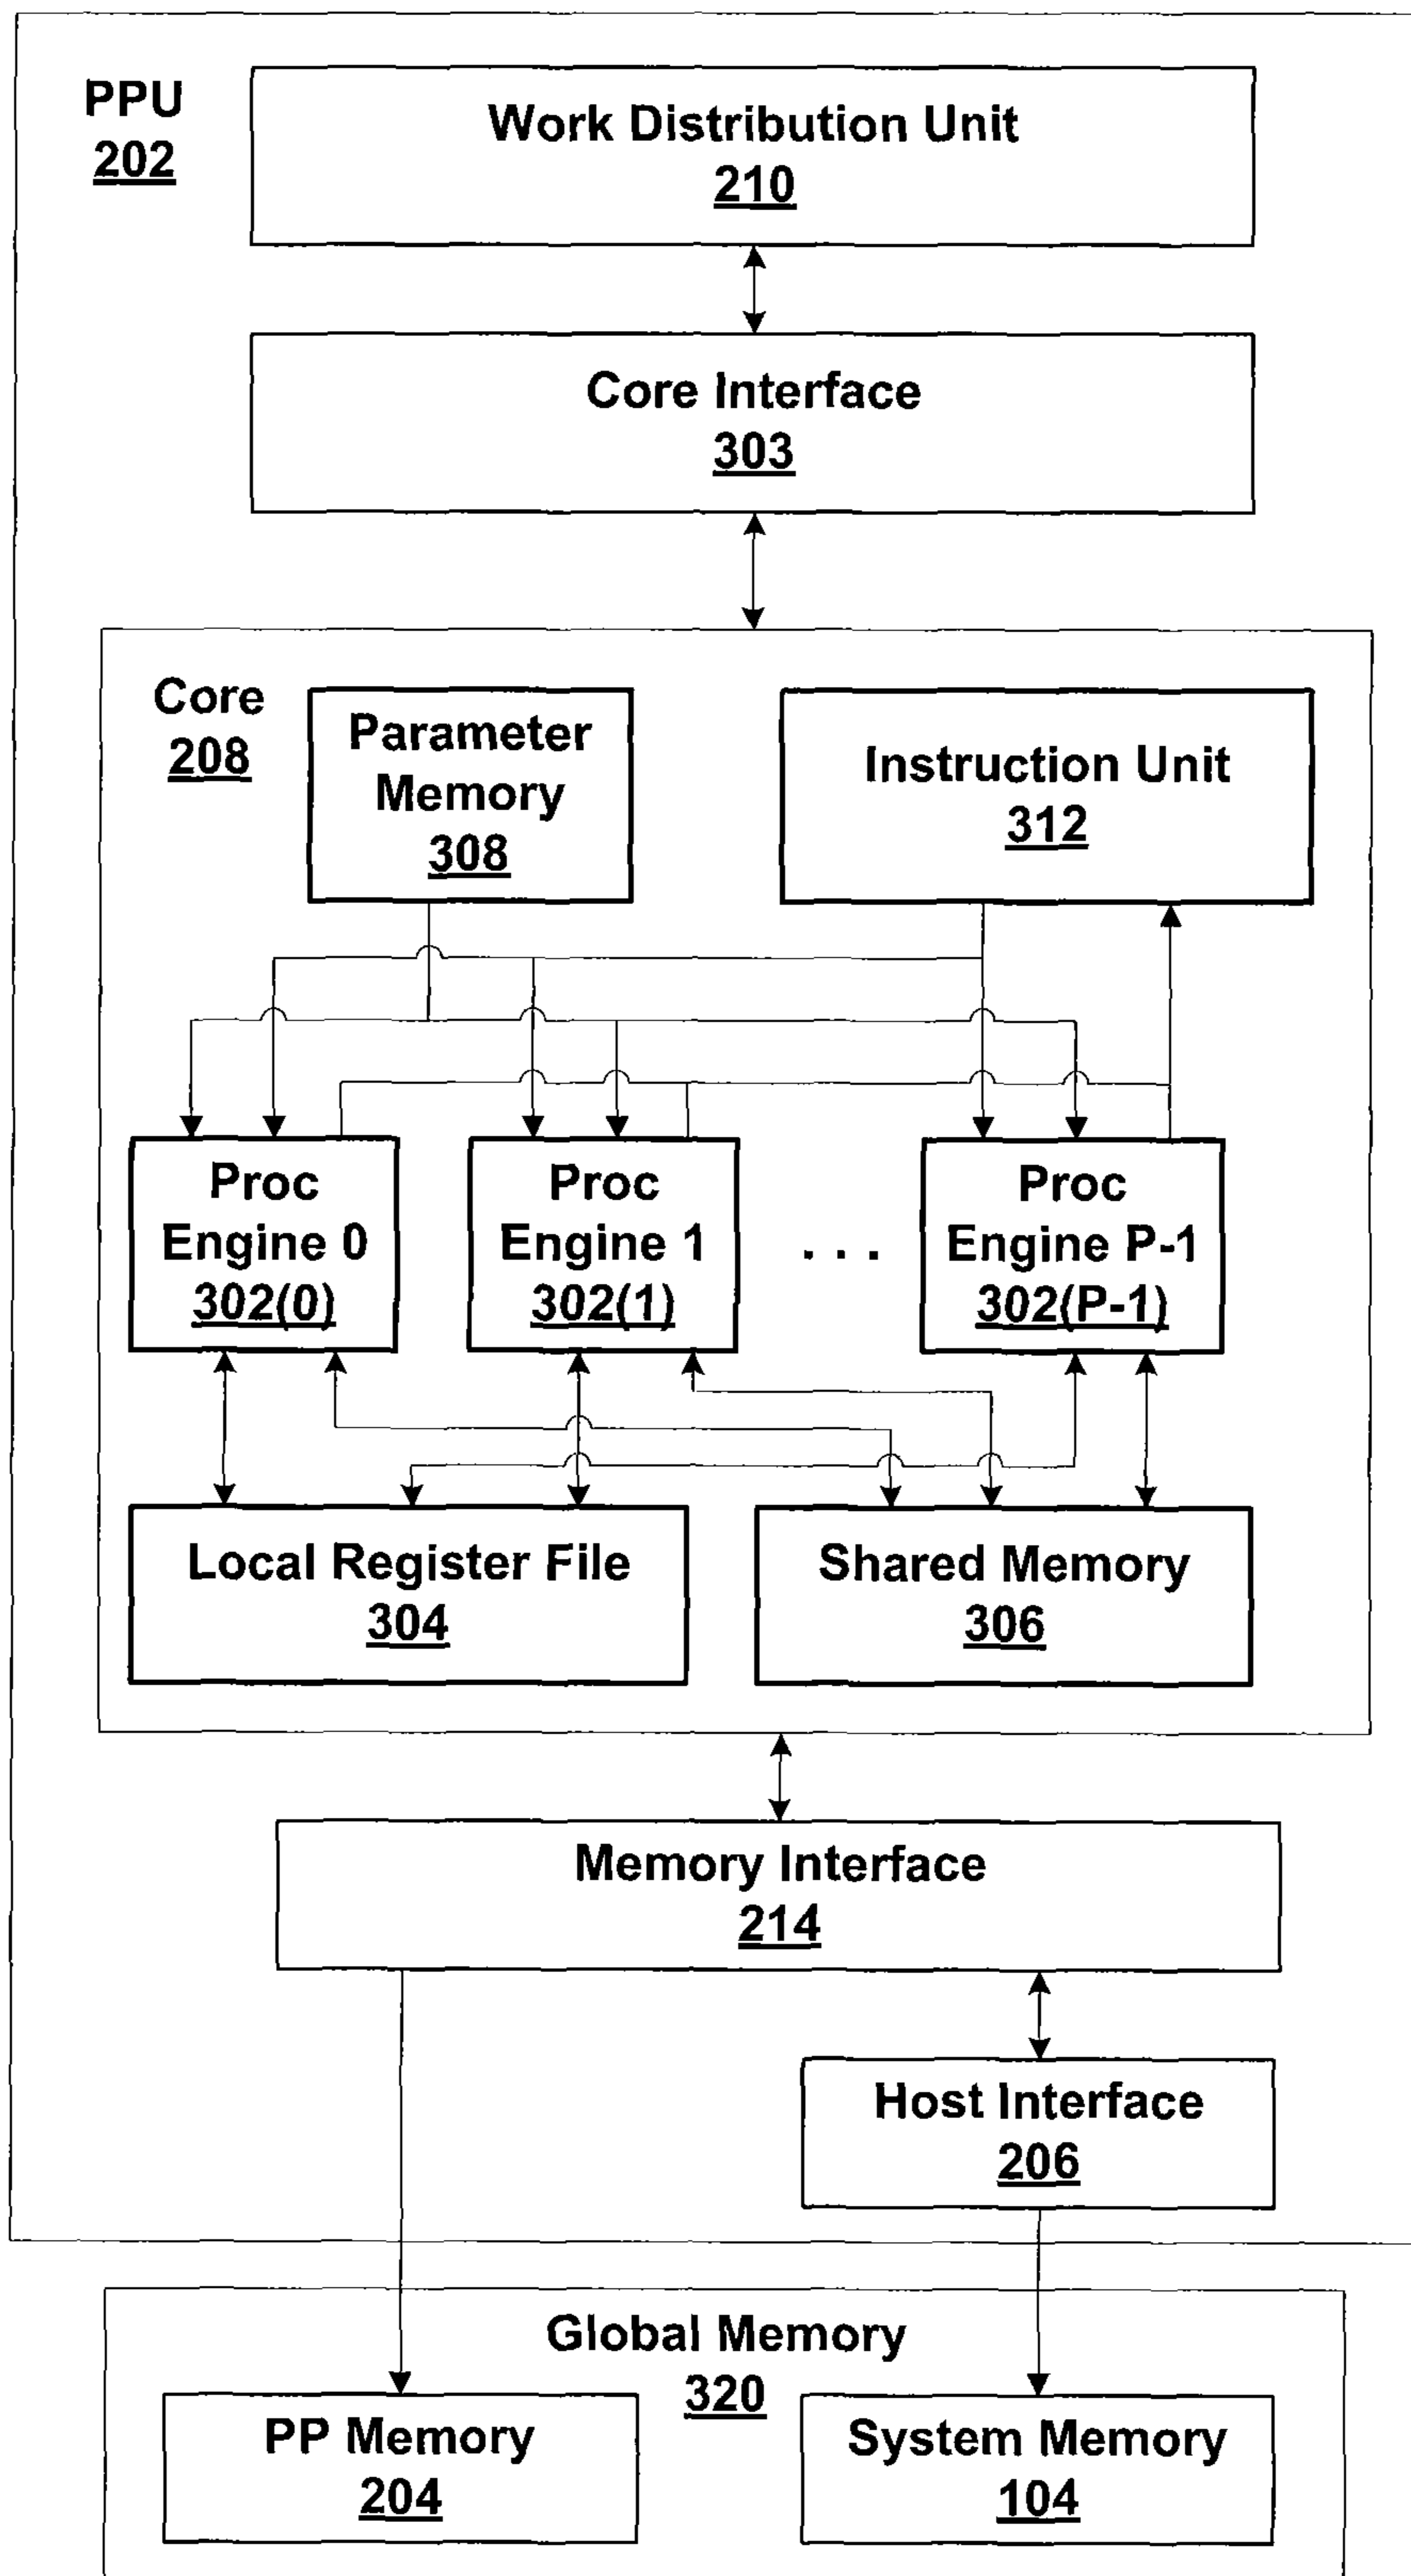 PPU
202
Work Distribution Unit
210
Core Interface
303
Core
208
Parameter
Memory
308
Instruction Unit
312
Proc
Engine 0
302(0)
Proc
Engine 1
302(1)
. . .
Proc
Engine P-1
302(P-1)
Local Register File
304
Shared Memory
306
Memory Interface
214
Host Interface
206
Global Memory
320
PP Memory
204
System Memory
104